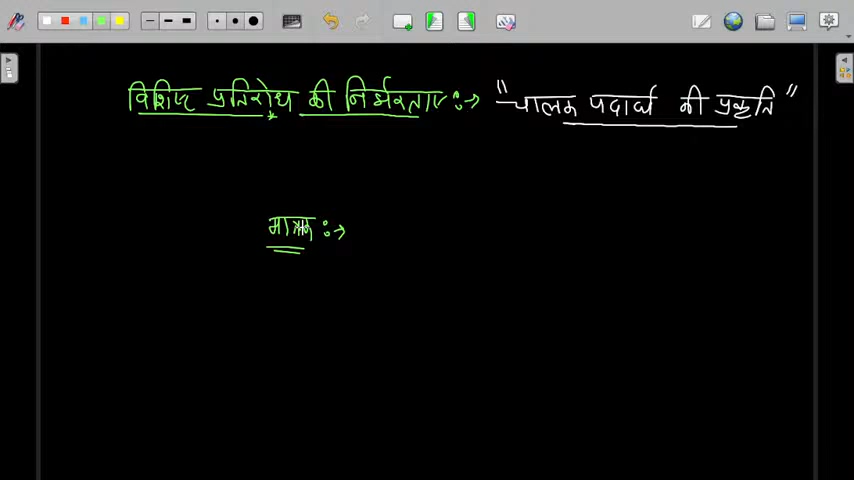 विशिष्ट प्रतिरोध की निर्भरताए :→ "चालक पदार्थ की प्रकृति"
मात्रक :→